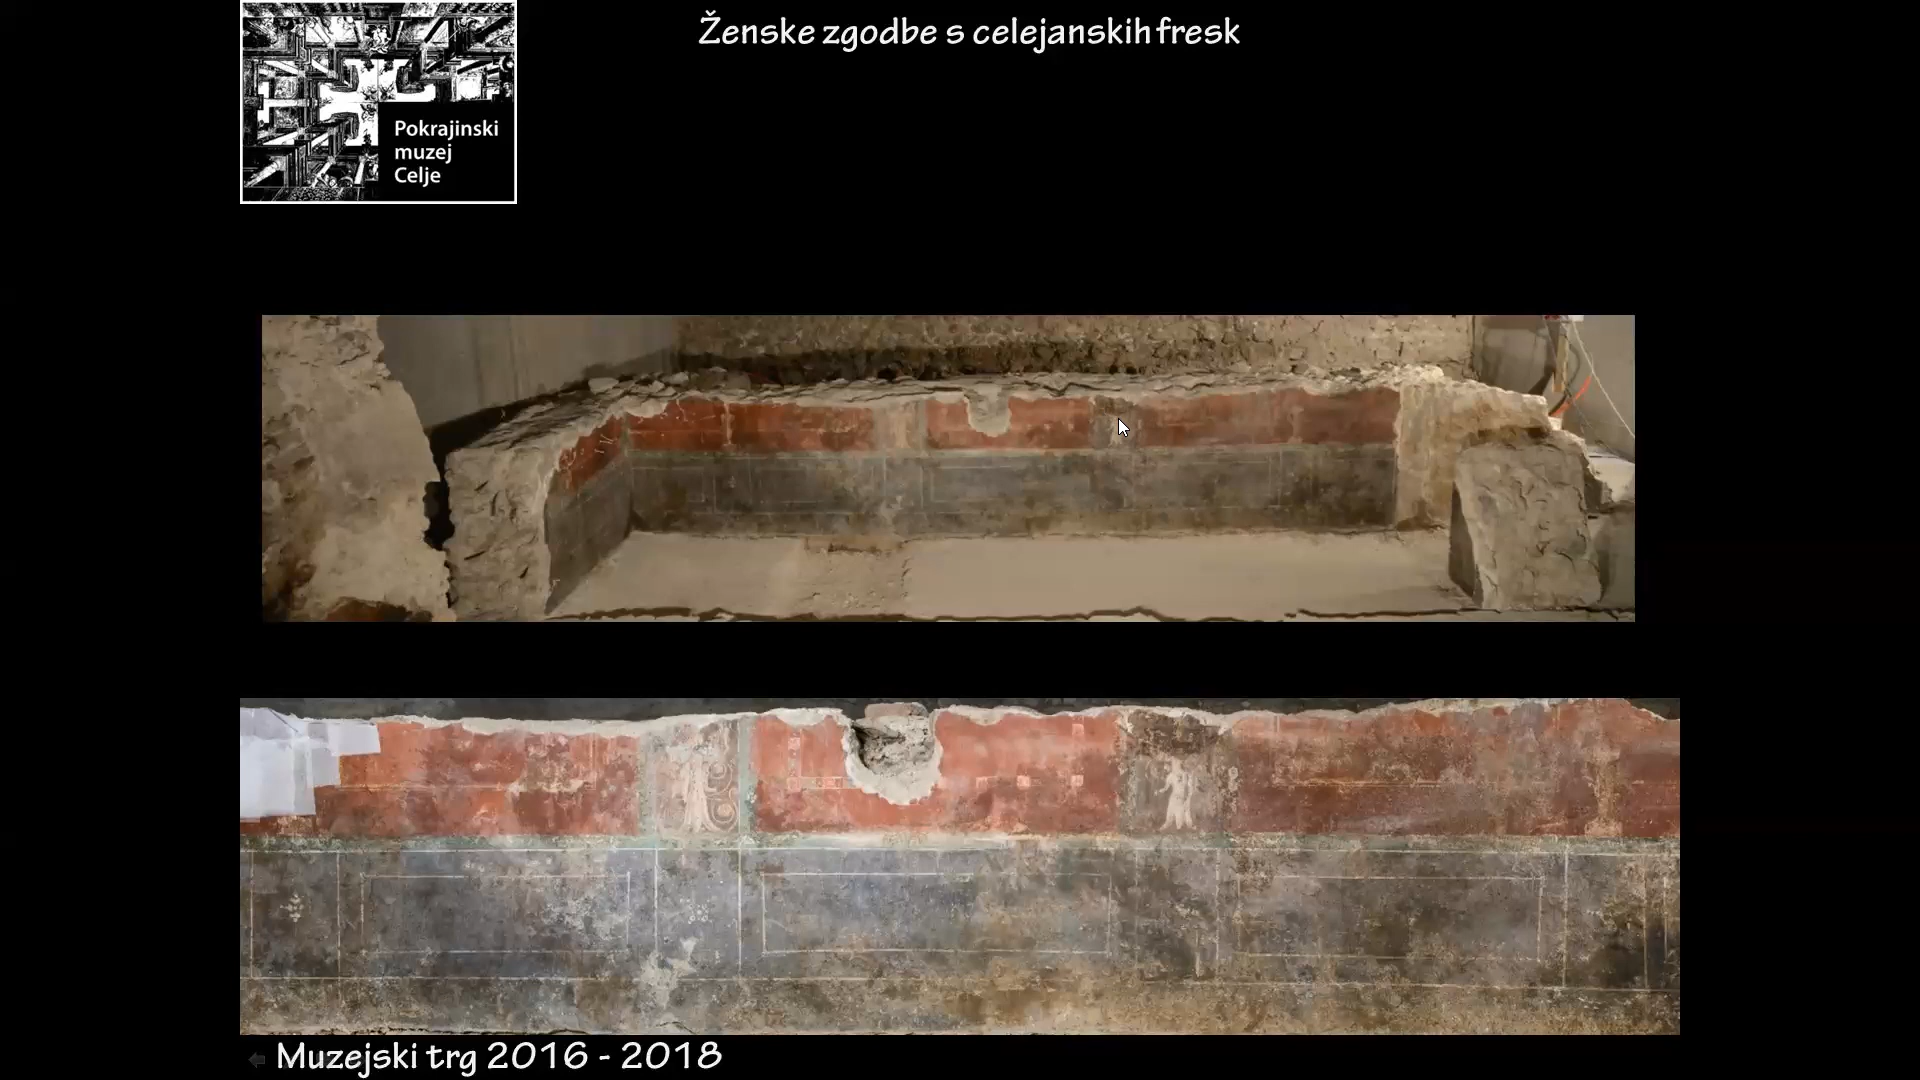 Ženske zgodbe s celejanskih fresk
Pokrajinski
muzej
Celje
Muzejski trg 2016 - 2018